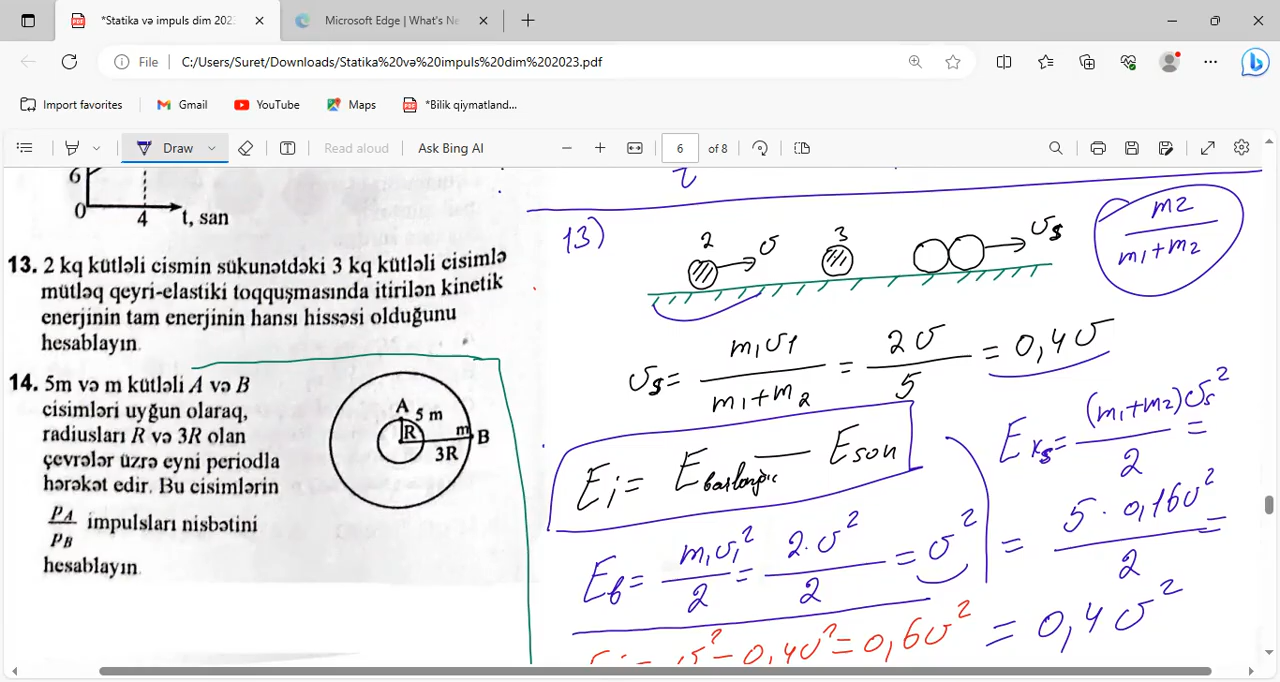 *Statika və impuls dim 202
Microsoft Edge | What's Ne
File
C:/Users/Suret/Downloads/Statika%20və%20impuls%20dim%202023.pdf
Import favorites
Gmail
YouTube
Maps
*Bilik qiymatland...
Draw
Read aloud
Ask Bing AI
6
of 8
6
0
4
t, san
13. 2 kq kütləli cismin sükunətdəki 3 kq kütləli cisimlə
mütləq qeyri-elastiki toqquşmasında itirilən kinetik
enerjinin tam enerjinin hansı hissəsi olduğunu
hesablayın.
14. 5m və m kütləli A və B
cisimləri uyğun olaraq,
radiusları R və 3R olan
çevrələr üzrə eyni periodla
hərəkət edir. Bu cisimlərin
pA/pB impulsları nisbətini
hesablayın.
A 5 m
R
m B
3R
13)
2 υ
3
υs
m2/(m1+m2)
υs = m1υ1/(m1+m2) = 2υ/5 = 0,4υ
Ei = Ebaşlanğıc — Eson
Eb = m1υ1²/2 = 2·υ²/2 = υ²
Eks = (m1+m2)υs²/2 =
= 5·0,16υ²/2 =
= 0,4υ²
Ei = υ² − 0,4υ² = 0,6υ²